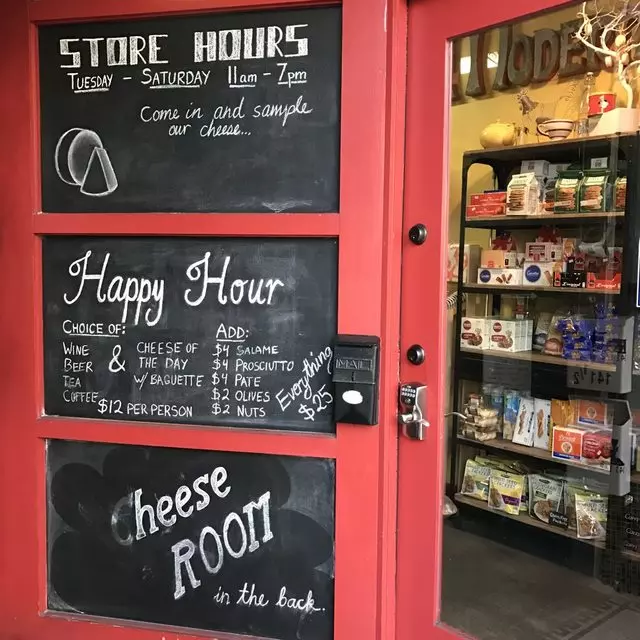 STORE HOURS
TUESDAY - SATURDAY 11am - 7pm
Come in and sample
our cheese...
Happy Hour
CHOICE OF:
WINE
BEER
TEA
COFFEE
&
CHEESE OF
THE DAY
W/ BAGUETTE
$12 PER PERSON
ADD:
$4 SALAME
$4 PROSCIUTTO
$4 PATE
$2 OLIVES
$2 NUTS
Everything
$25
MAIL
Cheese
ROOM
in the back.
1412